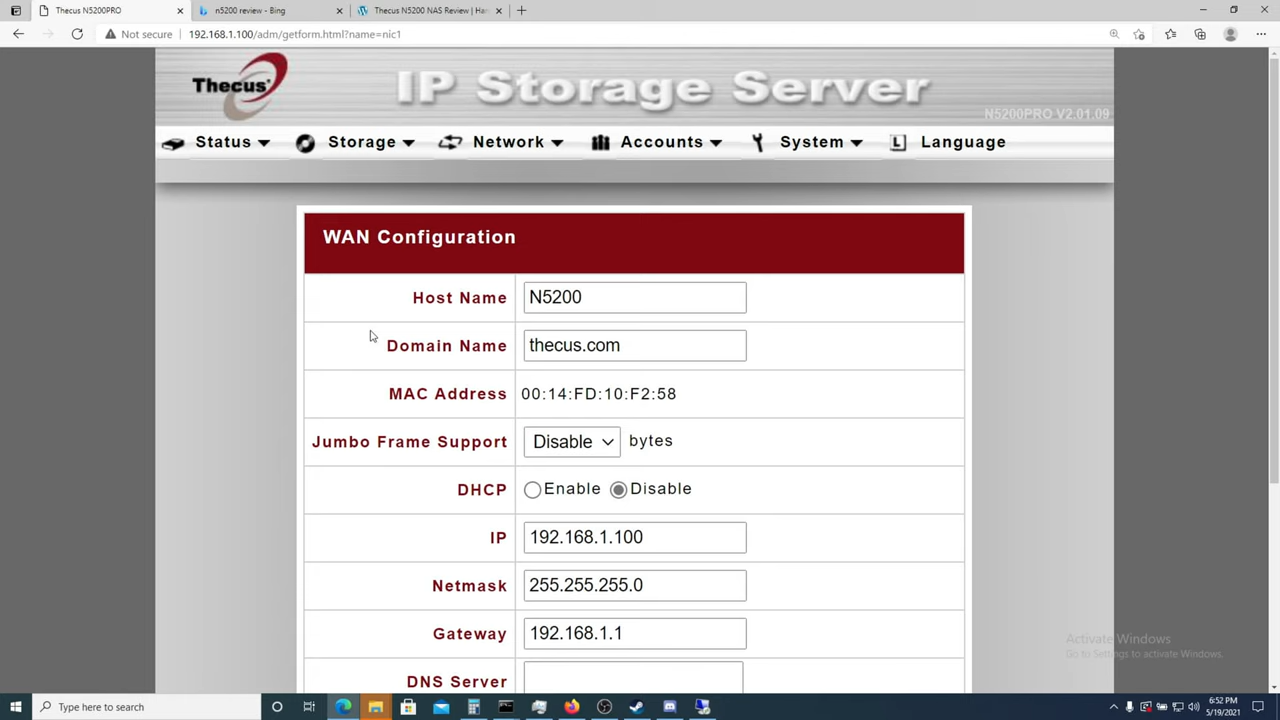 Thecus N5200PRO
n5200 review - Bing
Thecus N5200 NAS Review | Har
Not secure
192.168.1.100/adm/getform.html?name=nic1
Thecus
IP Storage Server
N5200PRO V2.01.09
Status
Storage
Network
Accounts
System
Language
WAN Configuration
Host Name N5200
Domain Name thecus.com
MAC Address 00:14:FD:10:F2:58
Jumbo Frame Support Disable bytes
DHCP Enable Disable
IP 192.168.1.100
Netmask 255.255.255.0
Gateway 192.168.1.1
DNS Server
Activate Windows
Go to Settings to activate Windows.
Type here to search
6:52 PM
5/19/2021